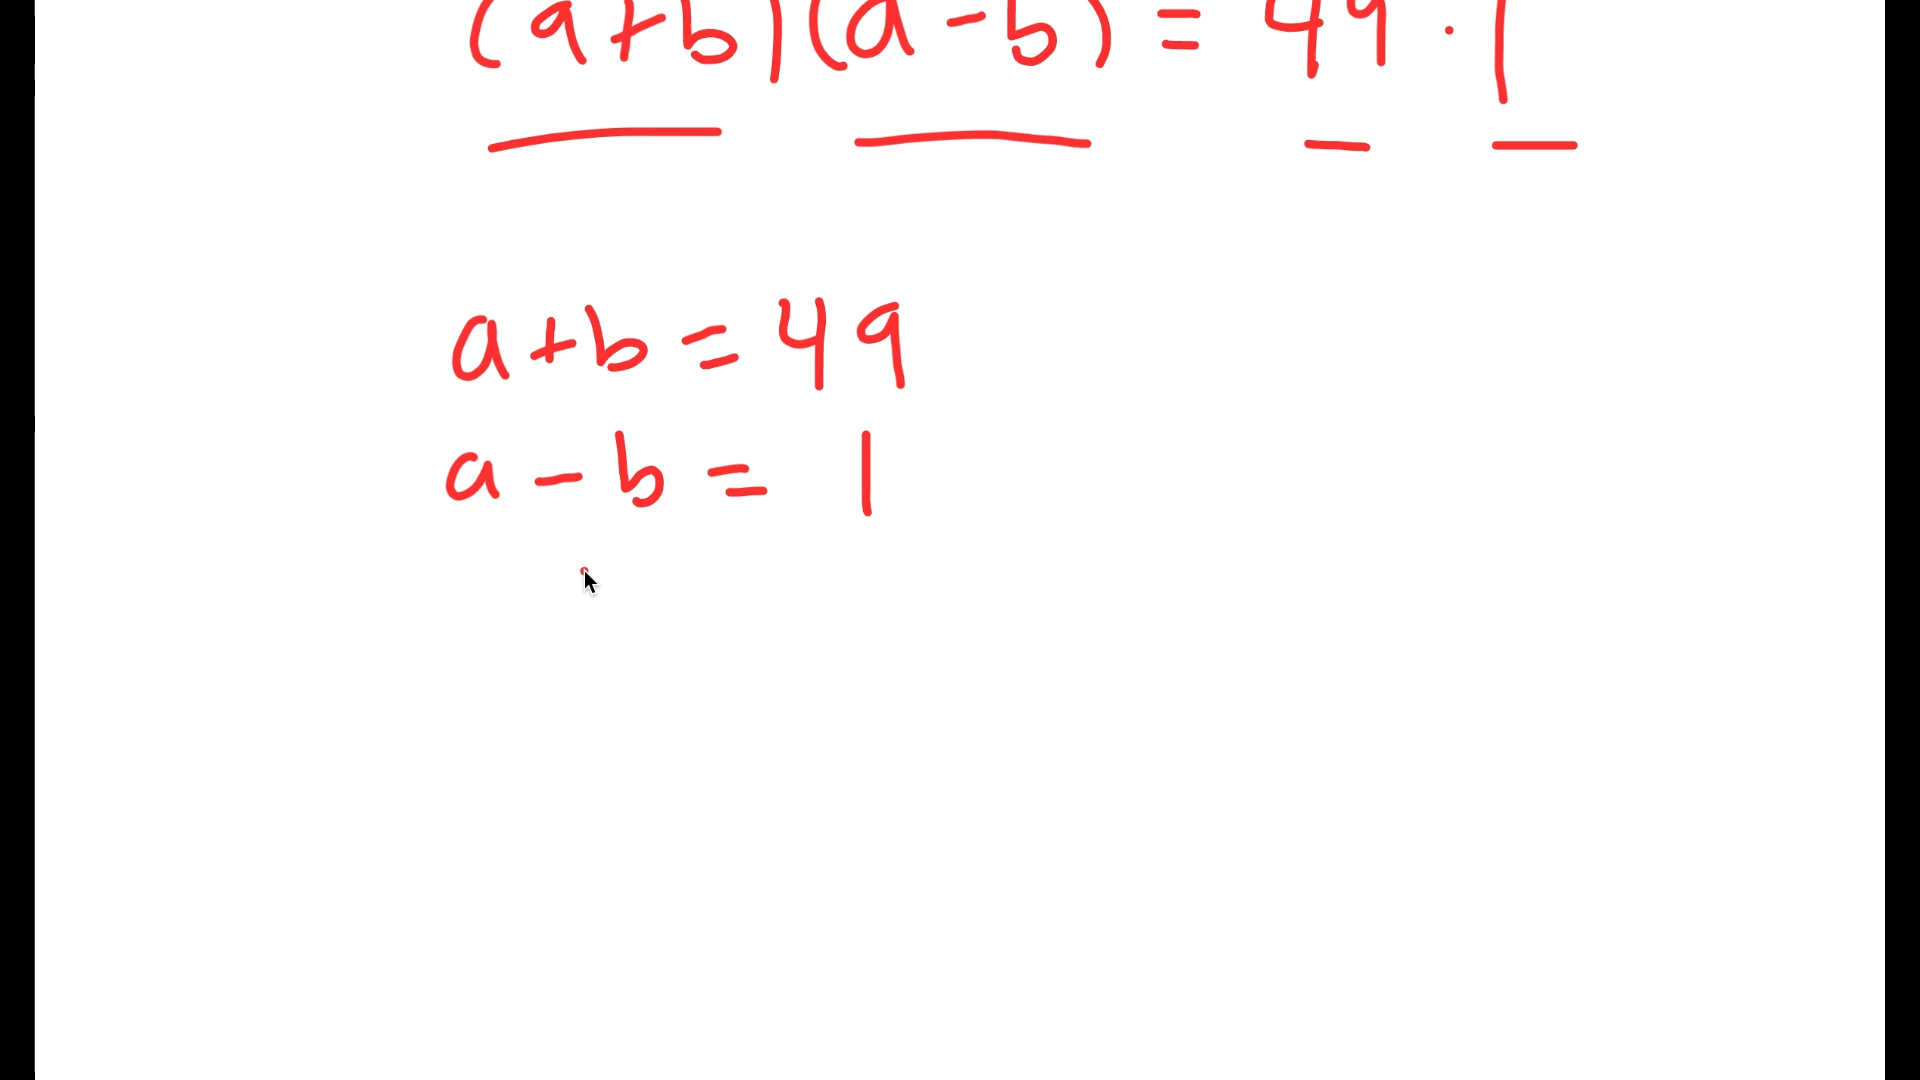 (a+b)(a-b) = 49 · 1
a+b = 49
a-b = 1